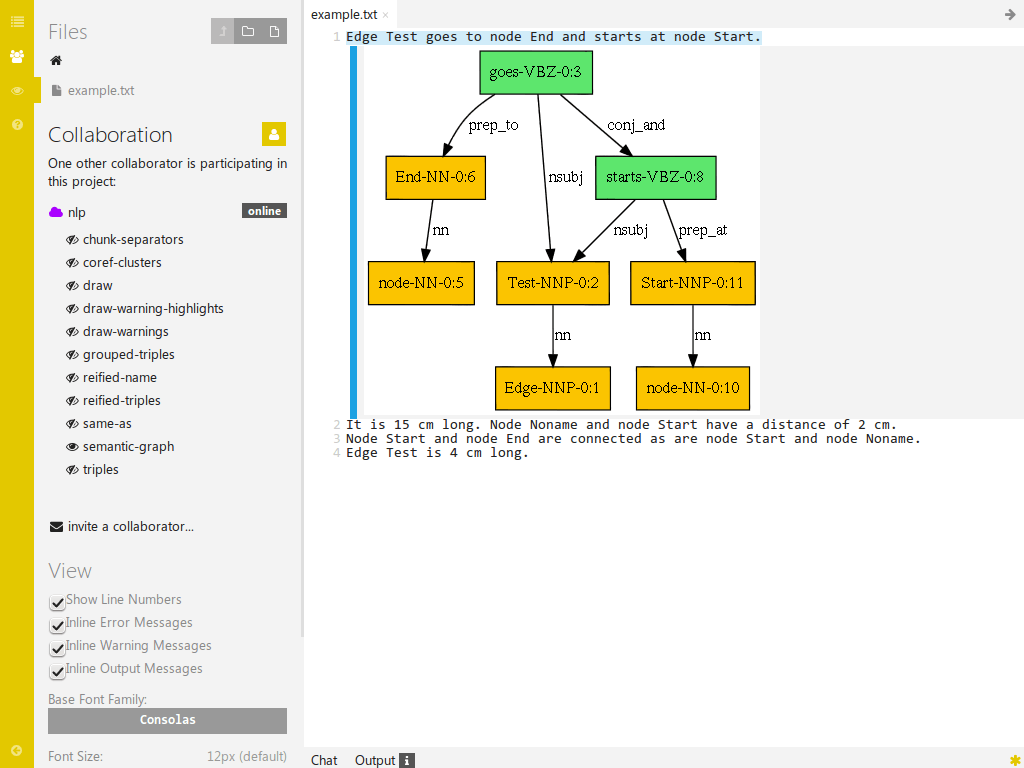 Files
example.txt
Collaboration
One other collaborator is participating in
this project:
nlp
online
chunk-separators
coref-clusters
draw
draw-warning-highlights
draw-warnings
grouped-triples
reified-name
reified-triples
same-as
semantic-graph
triples
invite a collaborator...
View
Show Line Numbers
Inline Error Messages
Inline Warning Messages
Inline Output Messages
Base Font Family:
Consolas
Font Size: 12px (default)
example.txt ×
1 Edge Test goes to node End and starts at node Start.
goes-VBZ-0:3
prep_to
conj_and
End-NN-0:6
nsubj
starts-VBZ-0:8
nn
nsubj
prep_at
node-NN-0:5
Test-NNP-0:2
Start-NNP-0:11
nn
nn
Edge-NNP-0:1
node-NN-0:10
2 It is 15 cm long. Node Noname and node Start have a distance of 2 cm.
3 Node Start and node End are connected as are node Start and node Noname.
4 Edge Test is 4 cm long.
Chat Output i